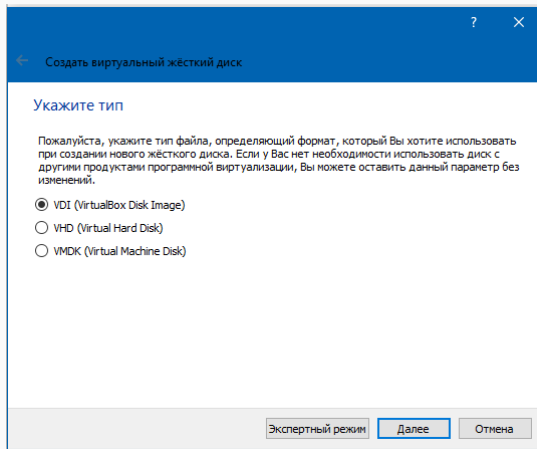 Создать виртуальный жёсткий диск
Укажите тип
Пожалуйста, укажите тип файла, определяющий формат, который Вы хотите использовать
при создании нового жёсткого диска. Если у Вас нет необходимости использовать диск с
другими продуктами программной виртуализации, Вы можете оставить данный параметр без
изменений.
VDI (VirtualBox Disk Image)
VHD (Virtual Hard Disk)
VMDK (Virtual Machine Disk)
Экспертный режим Далее Отмена